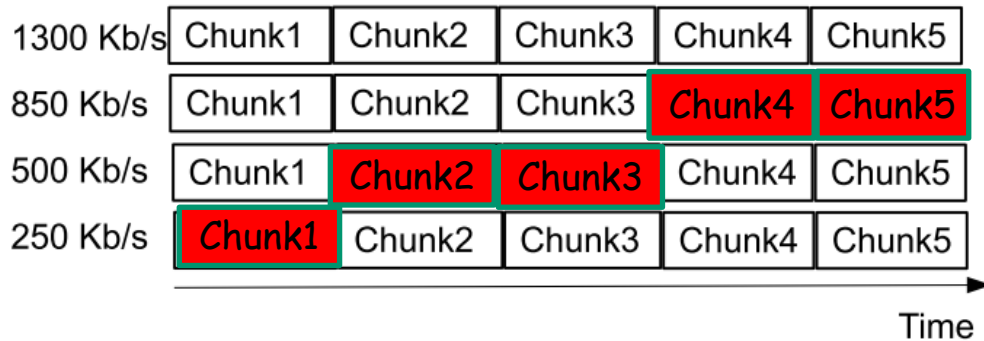 1300 Kb/s Chunk1 Chunk2 Chunk3 Chunk4 Chunk5
850 Kb/s Chunk1 Chunk2 Chunk3 Chunk4 Chunk5
500 Kb/s Chunk1 Chunk2 Chunk3 Chunk4 Chunk5
250 Kb/s Chunk1 Chunk2 Chunk3 Chunk4 Chunk5
Time